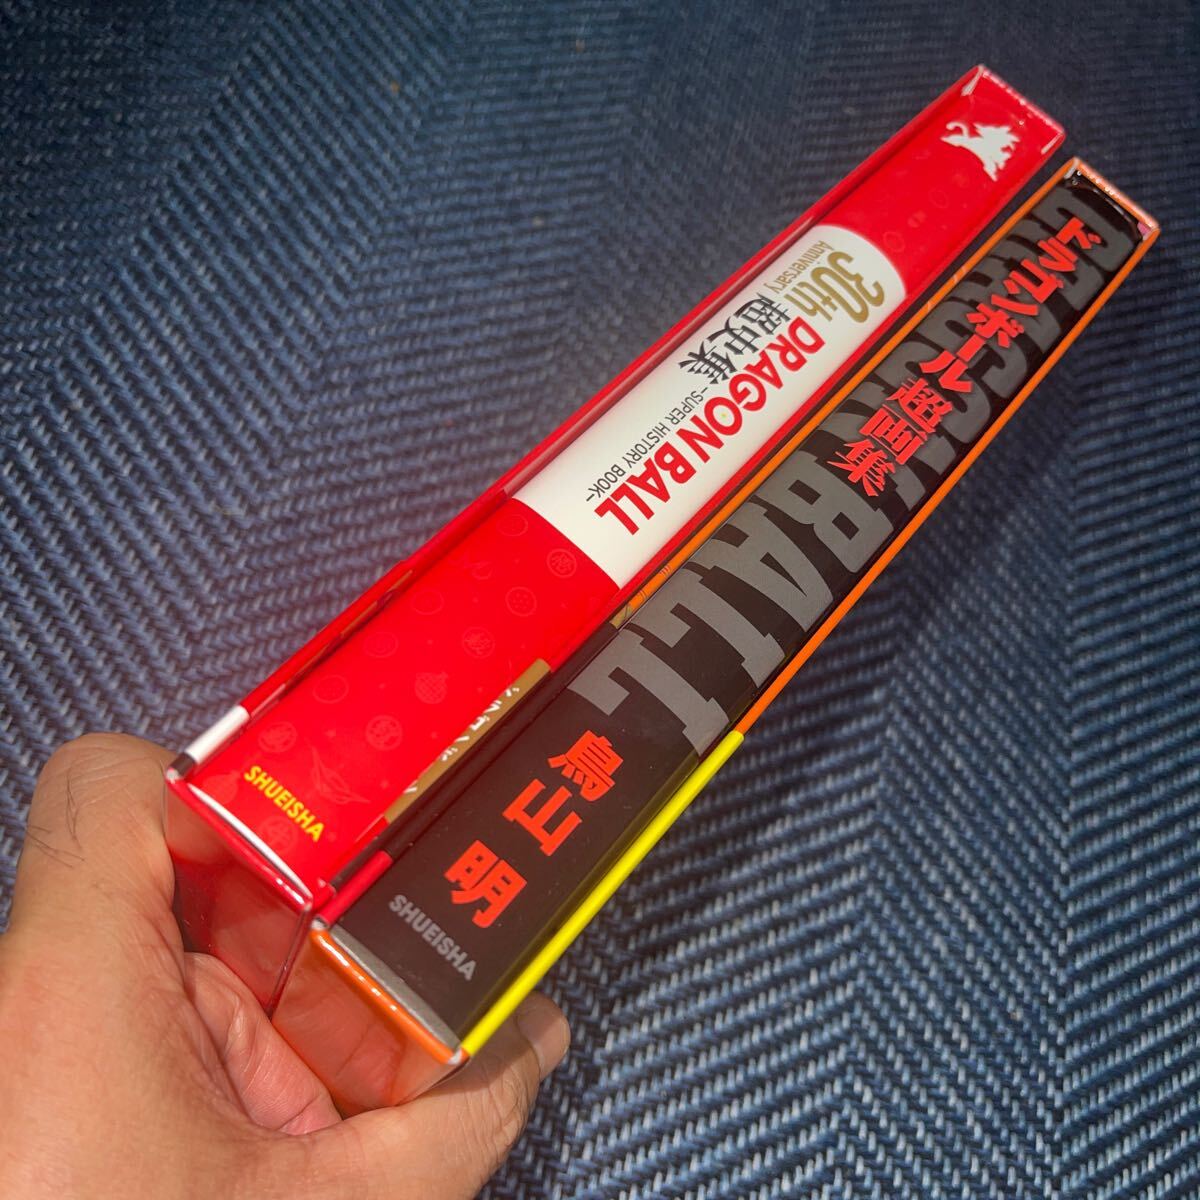 30th
Anniversary
DRAGON BALL
超史集
–SUPER HISTORY BOOK–
SHUEISHA
DRAGON BALL
ドラゴンボール超画集
鳥山明
SHUEISHA